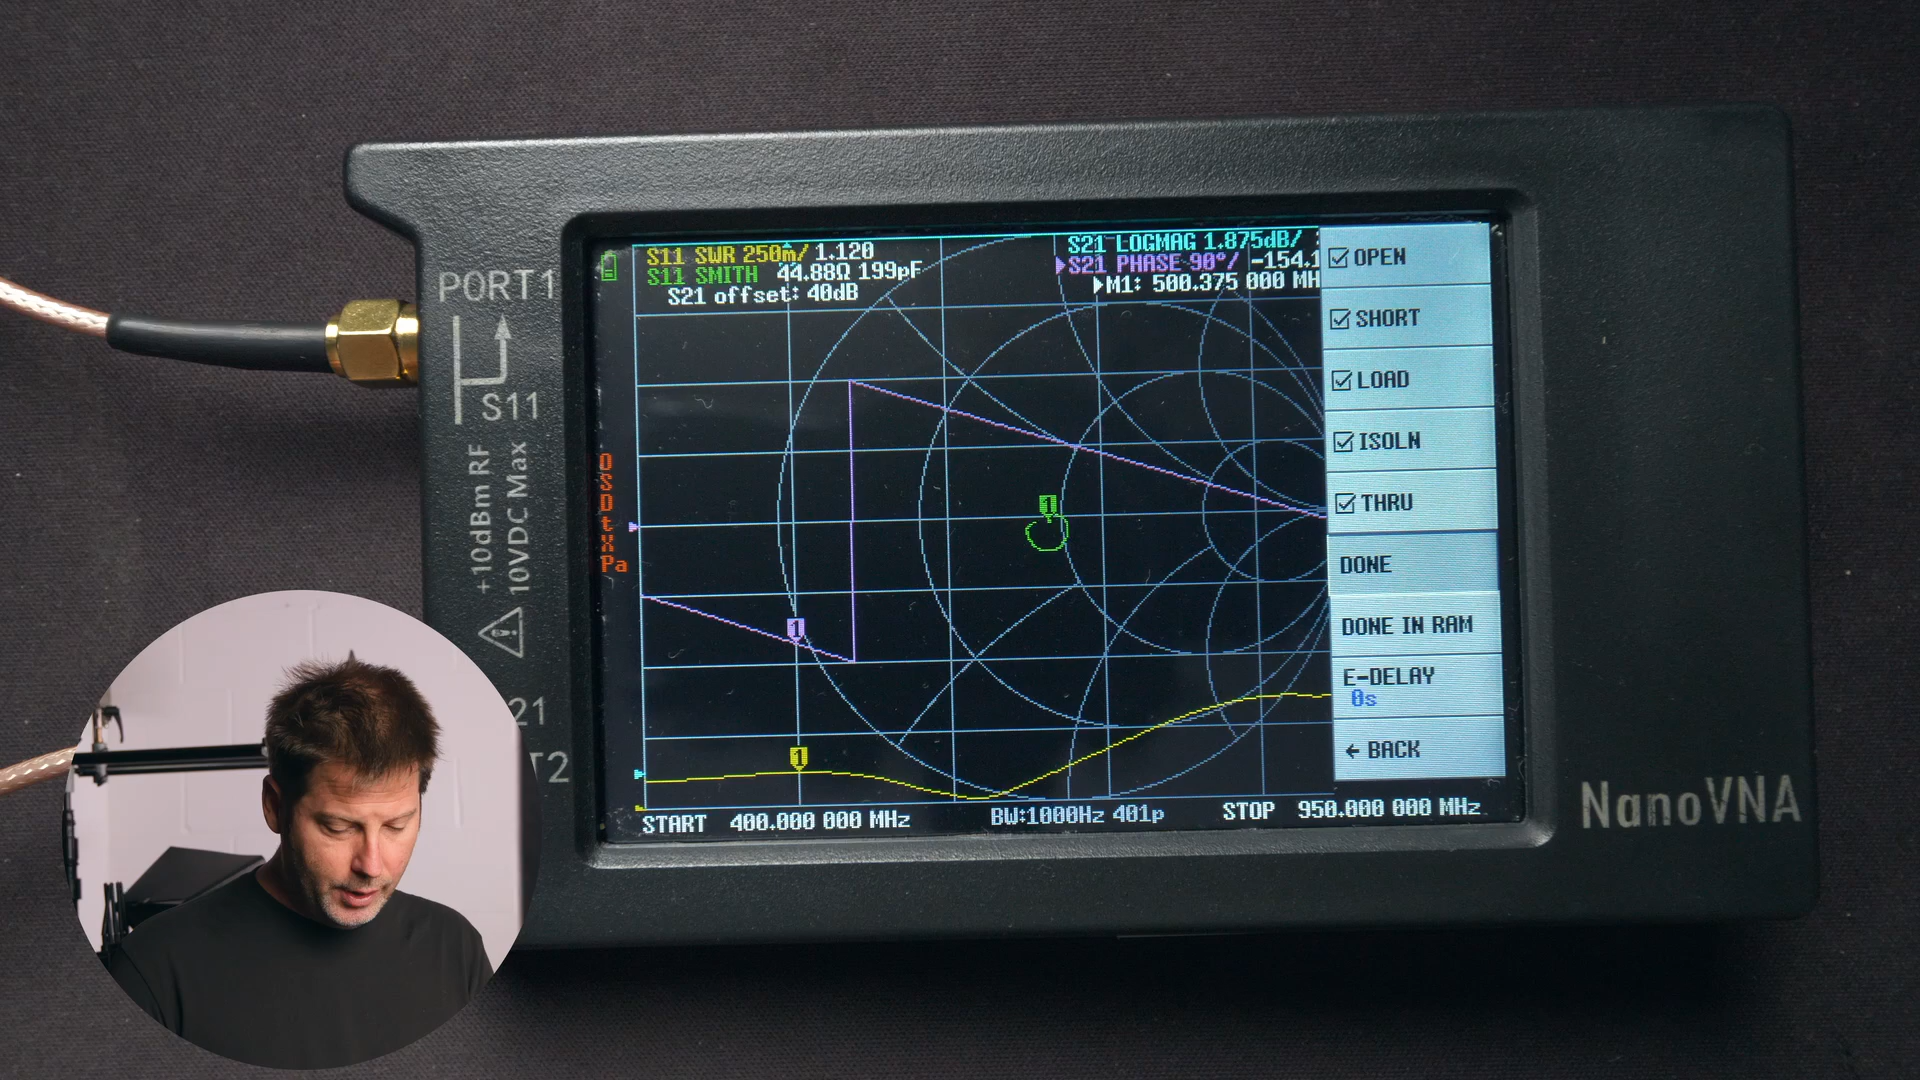 PORT1
S11
+10dBm RF
10VDC Max
21
T2
S11 SWR 250m/ 1.120
S11 SMITH 44.88Ω 199pF
S21 offset: 40dB
S21 LOGMAG 1.875dB/
S21 PHASE 90°/ -154.1
M1: 500.375 000 MH
O
S
D
t
X
Pa
1
1
1
START 400.000 000 MHz
BW:1000Hz 401p
STOP 950.000 000 MHz
OPEN
SHORT
LOAD
ISOLN
THRU
DONE
DONE IN RAM
E-DELAY
0s
← BACK
NanoVNA